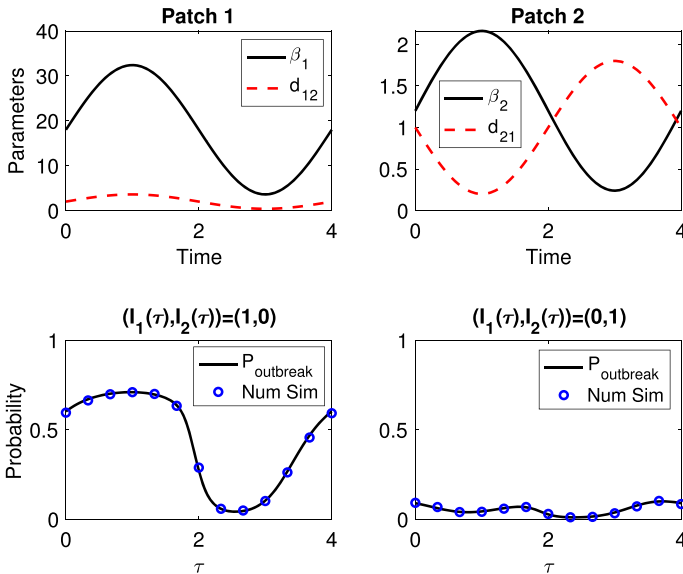 Patch 1
Patch 2
40
30
20
10
0
Parameters
β1
d12
0
2
4
Time
2
1.5
1
0.5
0
β2
d21
0
2
4
Time
(I1(τ),I2(τ))=(1,0)
(I1(τ),I2(τ))=(0,1)
1
0.5
0
Probability
Poutbreak
Num Sim
0
2
4
τ
1
0.5
0
Poutbreak
Num Sim
0
2
4
τ